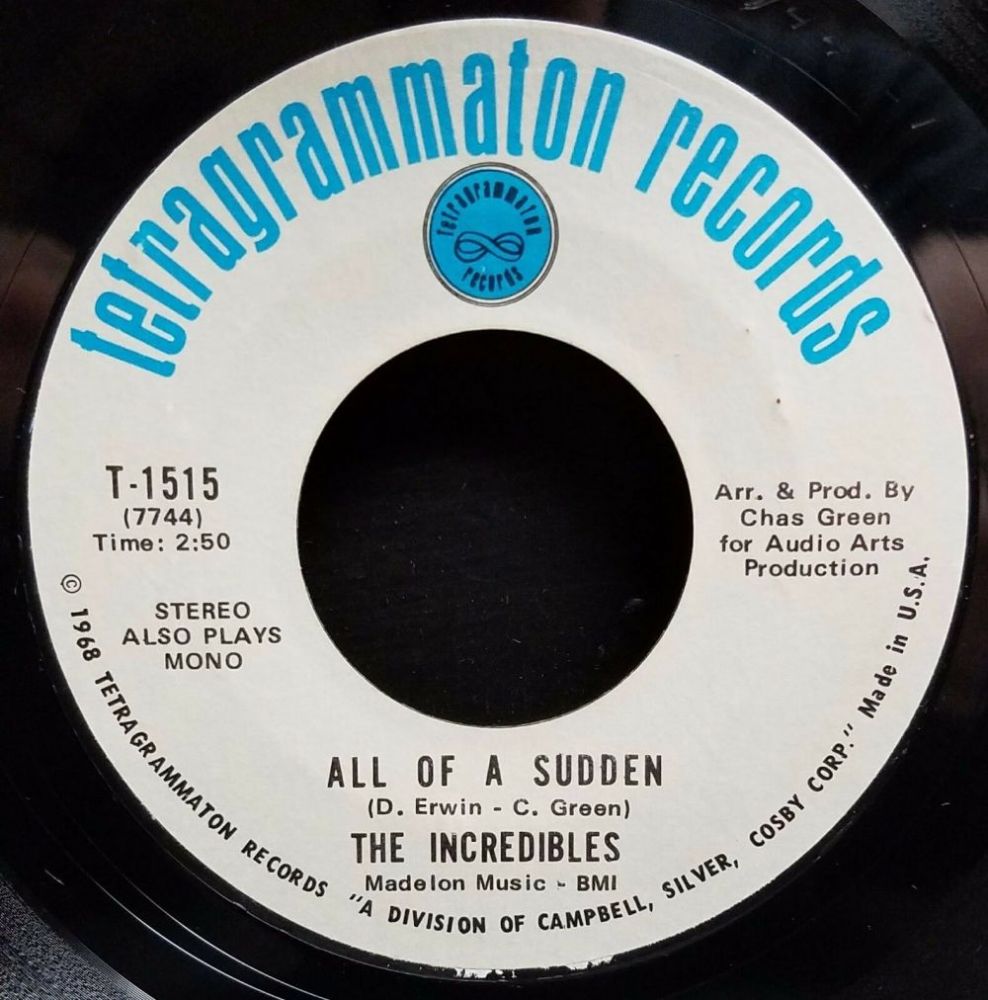 tetragrammaton records
tetragrammaton
records
T-1515
(7744)
Time: 2:50
STEREO
ALSO PLAYS
MONO
Arr. & Prod. By
Chas Green
for Audio Arts
Production
ALL OF A SUDDEN
(D. Erwin - C. Green)
THE INCREDIBLES
Madelon Music - BMI
© 1968 TETRAGRAMMATON RECORDS "A DIVISION OF CAMPBELL, SILVER, COSBY CORP." Made in U.S.A.